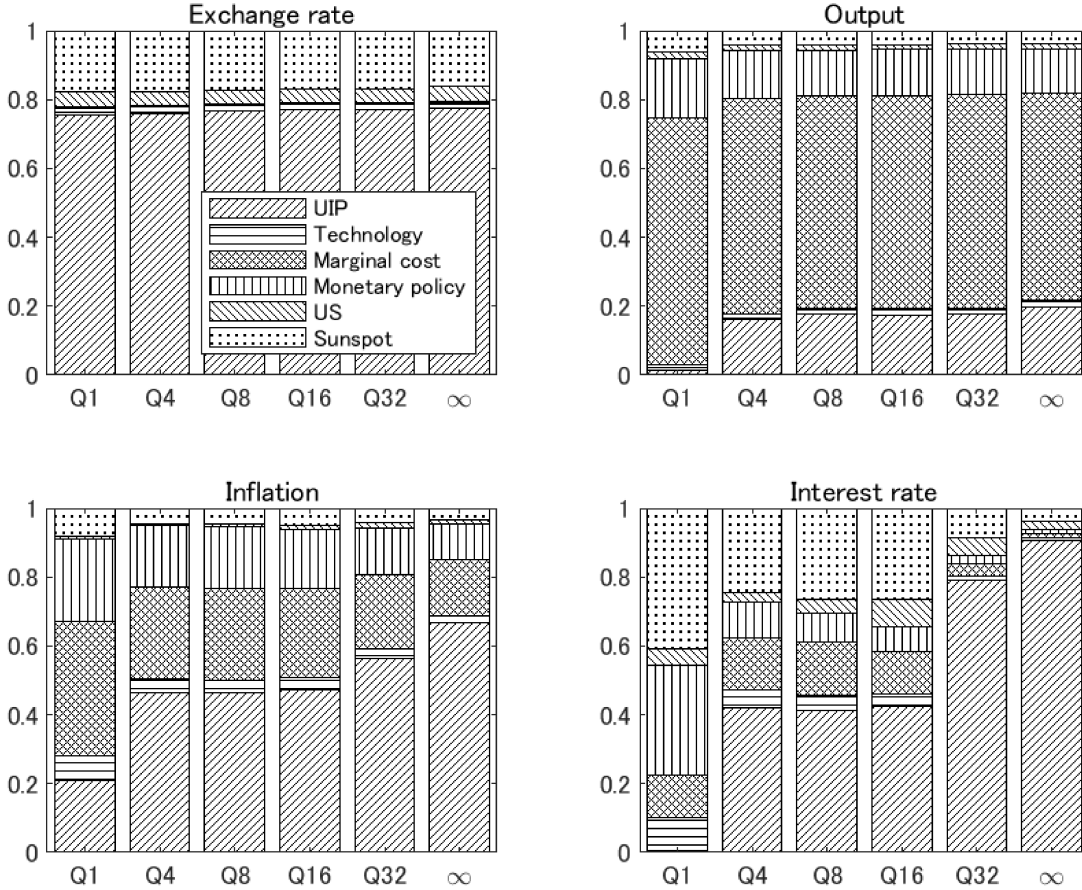 Exchange rate
1
0.8
0.6
0.4
0.2
0
Q1 Q4 Q8 Q16 Q32 ∞
UIP
Technology
Marginal cost
Monetary policy
US
Sunspot
Output
1
0.8
0.6
0.4
0.2
0
Q1 Q4 Q8 Q16 Q32 ∞
Inflation
1
0.8
0.6
0.4
0.2
0
Q1 Q4 Q8 Q16 Q32 ∞
Interest rate
1
0.8
0.6
0.4
0.2
0
Q1 Q4 Q8 Q16 Q32 ∞